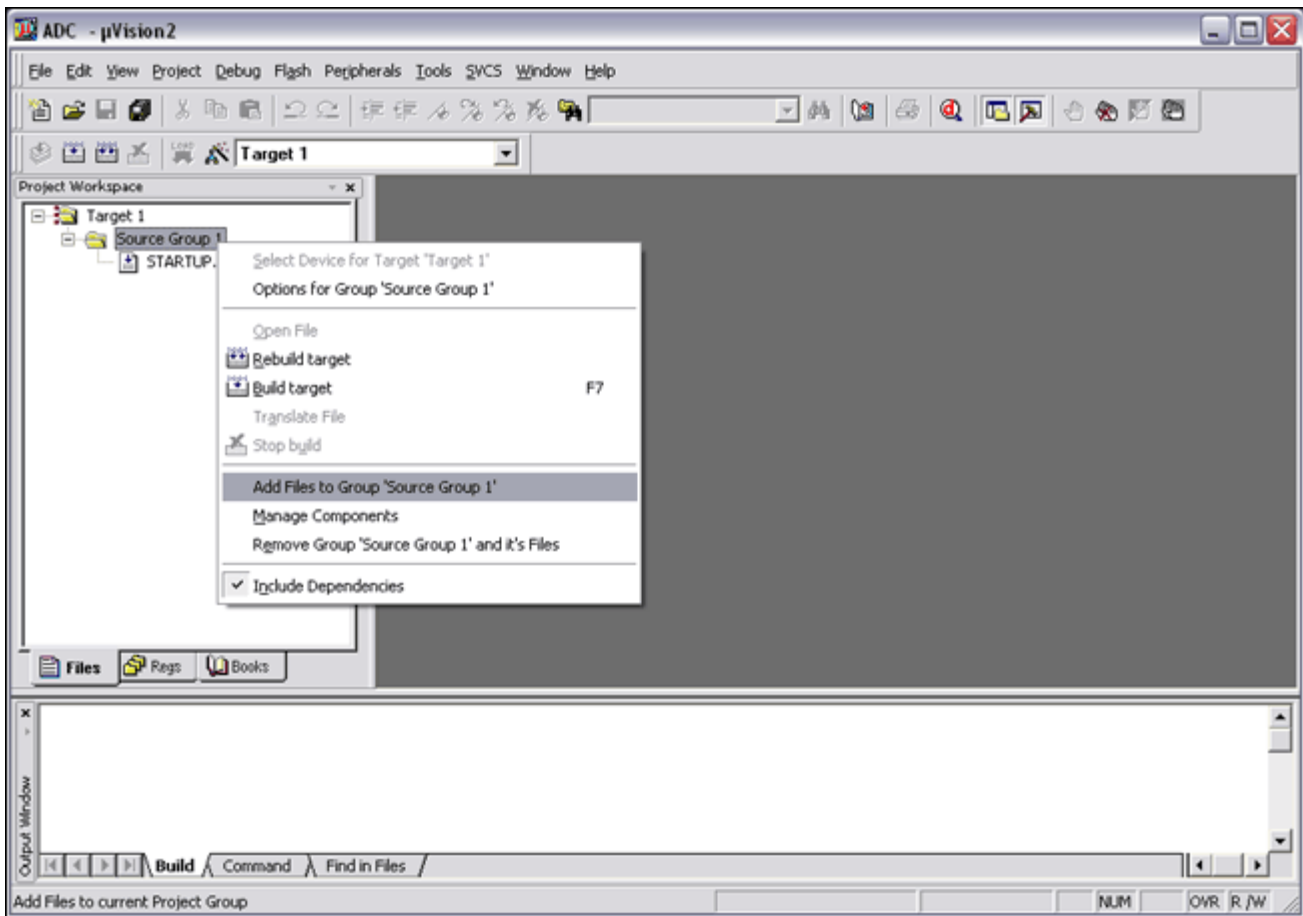 ADC - µVision2
File Edit View Project Debug Flash Peripherals Tools SVCS Window Help
LOAD
Target 1
Project Workspace
Target 1
Source Group 1
STARTUP.
Select Device for Target 'Target 1'
Options for Group 'Source Group 1'
Open File
Rebuild target
Build target F7
Translate File
Stop build
Add Files to Group 'Source Group 1'
Manage Components
Remove Group 'Source Group 1' and it's Files
Include Dependencies
Files Regs Books
Output Window
Build Command Find in Files
Add Files to current Project Group NUM OVR R/W